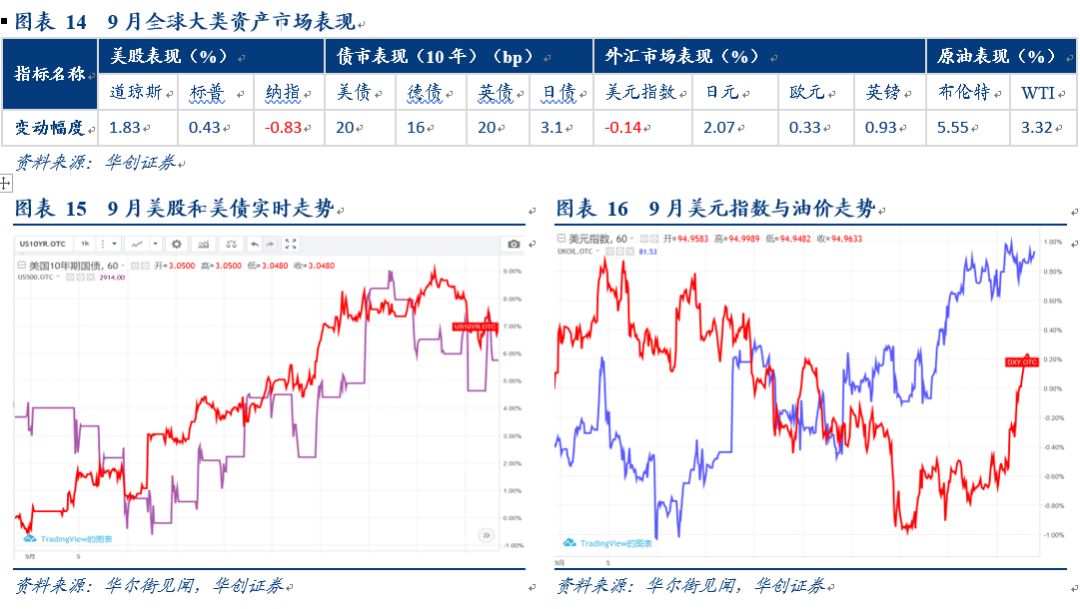 图表 14 9月全球大类资产市场表现
指标名称 美股表现（%） 债市表现（10年）（bp） 外汇市场表现（%） 原油表现（%）
道琼斯 标普 纳指 美债 德债 英债 日债 美元指数 日元 欧元 英镑 布伦特 WTI
变动幅度 1.83 0.43 -0.83 20 16 20 3.1 -0.14 2.07 0.33 0.93 5.55 3.32
资料来源：华创证券
图表 15 9月美股和美债实时走势
US10YR.OTC 1h
美国10年期国债, 60 开=3.0500 高=3.0500 低=3.0480 收=3.0480
US500.OTC 2914.00
9.00%
8.00%
7.00%
US10YR.OTC
6.00%
5.00%
4.00%
3.00%
2.00%
1.00%
0.00%
-1.00%
TradingView的图表
9月 5
资料来源：华尔街见闻，华创证券
图表 16 9月美元指数与油价走势
美元指数, 60 开=94.9583 高=94.9989 低=94.9482 收=94.9633
UKOIL.OTC 81.53
1.00%
0.80%
0.60%
0.40%
0.20%
DXY.OTC
0.00%
-0.20%
-0.40%
-0.60%
-0.80%
-1.00%
TradingView的图表
9月 5
资料来源：华尔街见闻，华创证券